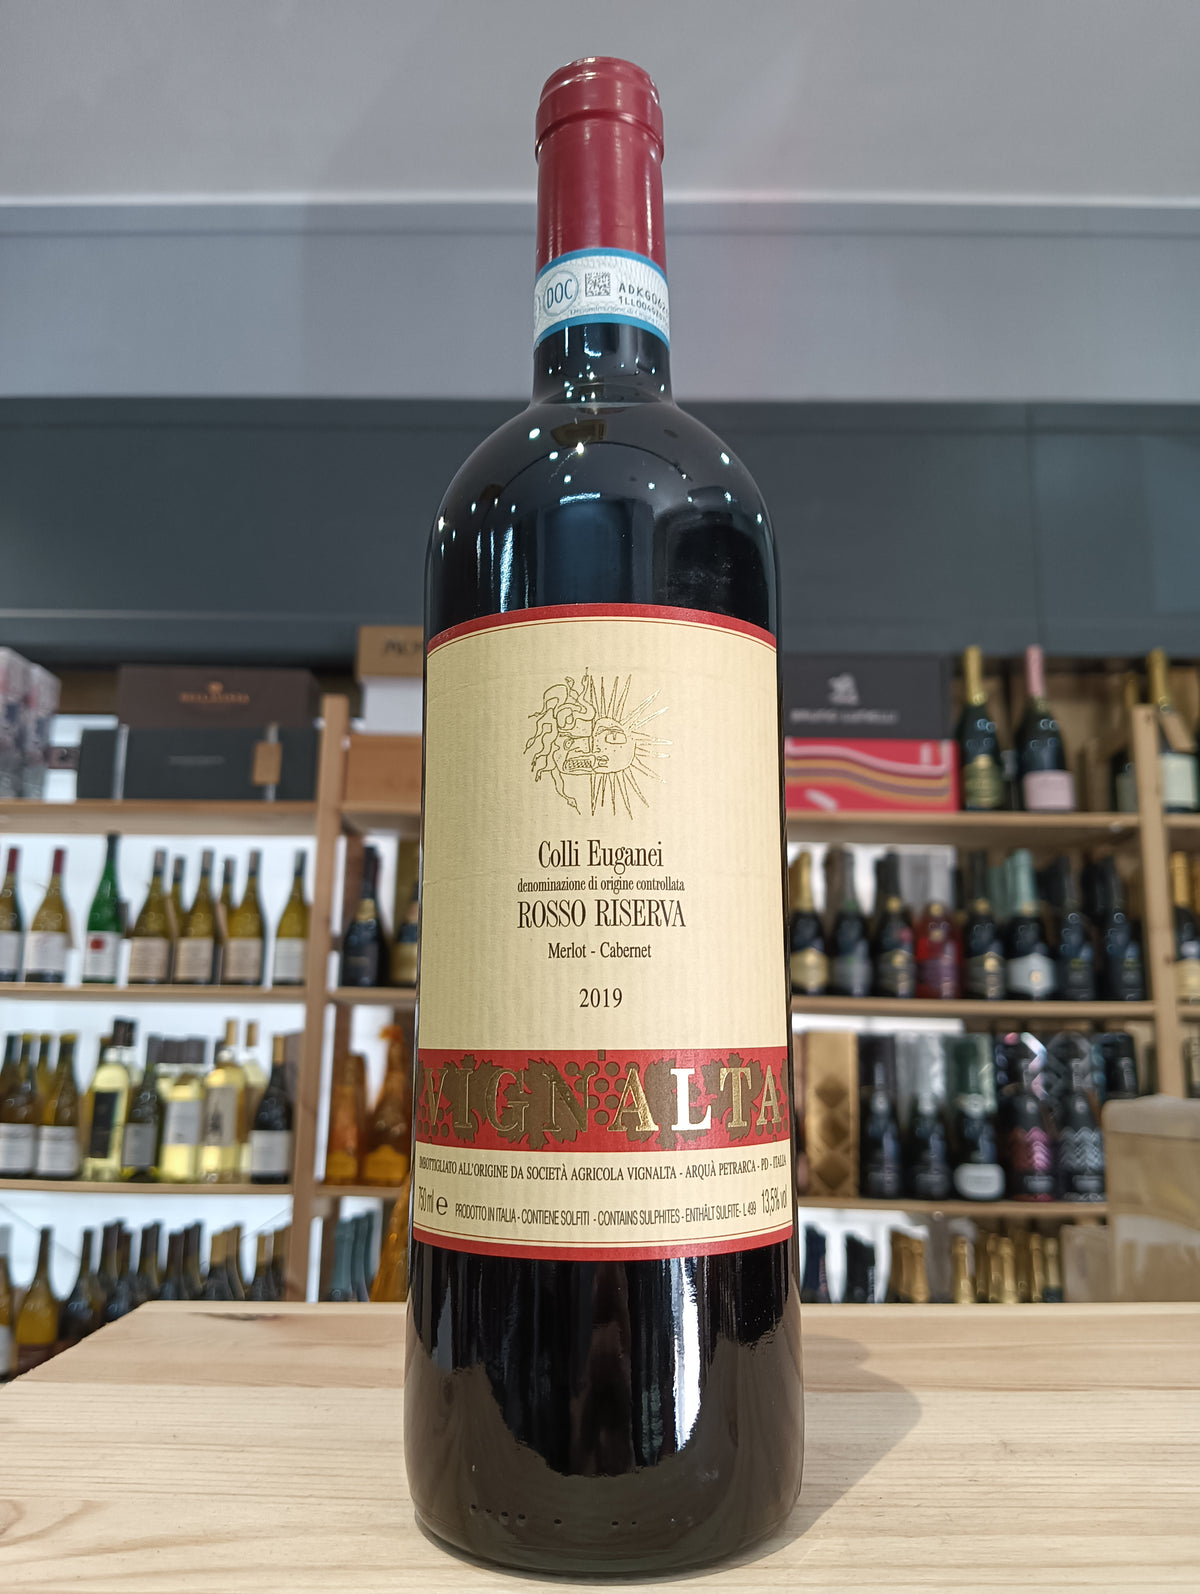 DOC
Colli Euganei
denominazione di origine controllata
ROSSO RISERVA
Merlot - Cabernet
2019
VIGNALTA
IMBOTTIGLIATO ALL'ORIGINE DA SOCIETÀ AGRICOLA VIGNALTA - ARQUÀ PETRARCA - PD - ITALIA
750 ml e PRODOTTO IN ITALIA - CONTIENE SOLFITI - CONTAINS SULPHITES - ENTHÄLT SULFITE - L 499 13,5% vol